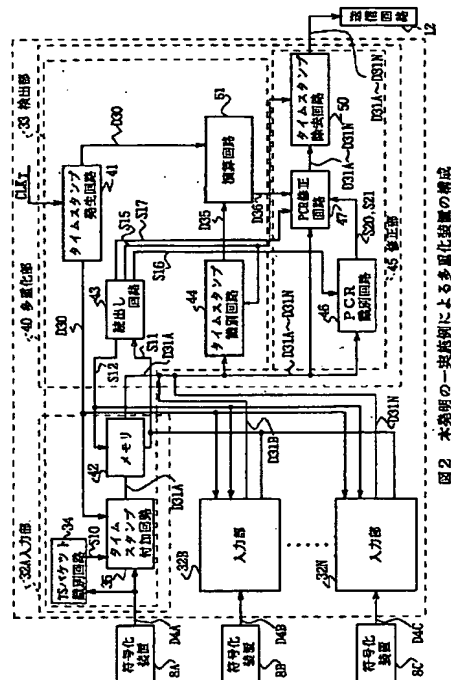 送信回路
12
33 検出部
40 多重化部
CLKT
D30
タイムスタンプ
発生回路
41
51
演算回路
タイムスタンプ
除去回路
50
D31A～D31N
D30
S15
S17
S16
D35
D36
D31A～D31N
PCR修正
回路
47
43
読出し
回路
44
タイムスタンプ
識別回路
S20, S21
S12
S11
D31A
D31A～D31N
46
PCR
識別回路
45 修正部
32A入力部
TSパケット
識別回路
34
S10
42
メモリ
D31A
35
タイム
スタンプ
付加回路
D31B
D31N
32B
入力部
32N
入力部
D4A
符号化
装置
8A
D4B
符号化
装置
8B
D4C
符号化
装置
8C
図2 本発明の一実施例による多重化装置の構成